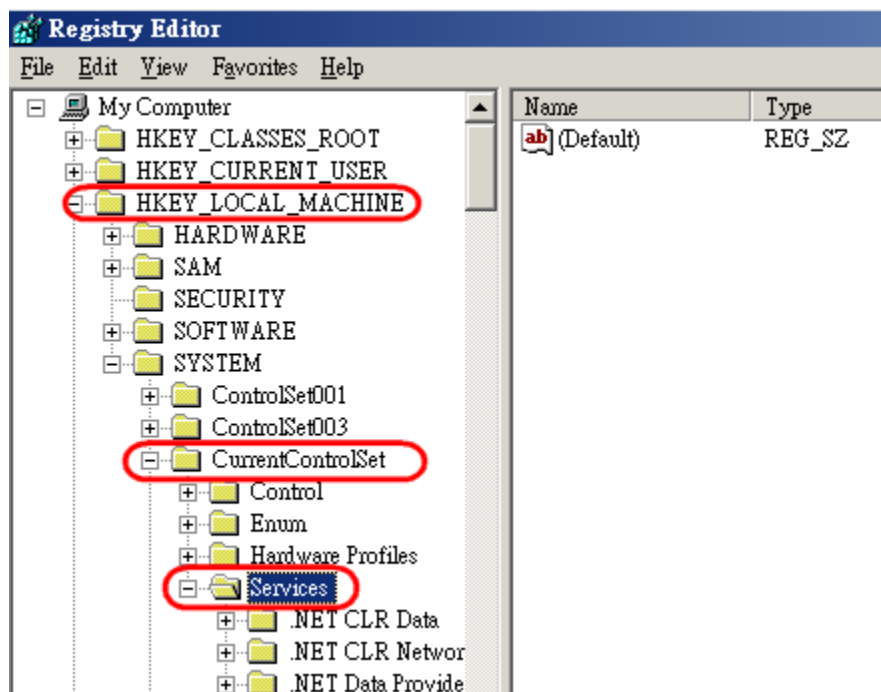 Registry Editor
File Edit View Favorites Help
My Computer
HKEY_CLASSES_ROOT
HKEY_CURRENT_USER
HKEY_LOCAL_MACHINE
HARDWARE
SAM
SECURITY
SOFTWARE
SYSTEM
ControlSet001
ControlSet003
CurrentControlSet
Control
Enum
Hardware Profiles
Services
.NET CLR Data
.NET CLR Networ
.NET Data Provide
Name Type
ab (Default) REG_SZ